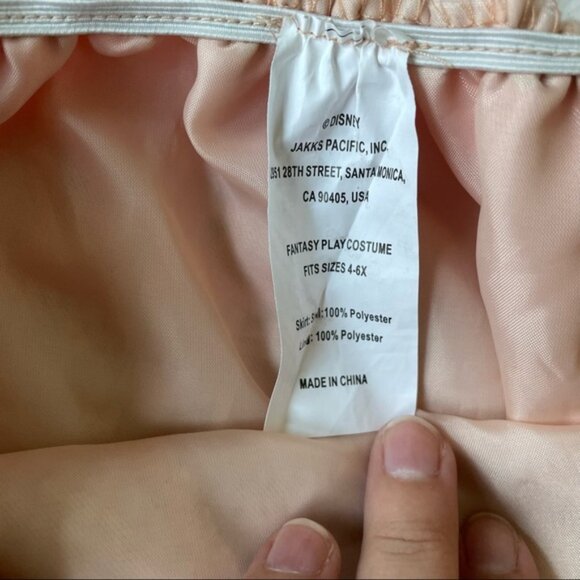 © DISNEY
JAKKS PACIFIC, INC.
28TH STREET, SANTA MONICA,
CA 90405, USA
FANTASY PLAY COSTUME
FITS SIZES 4-6X
Skirt: 100% Polyester
100% Polyester
MADE IN CHINA